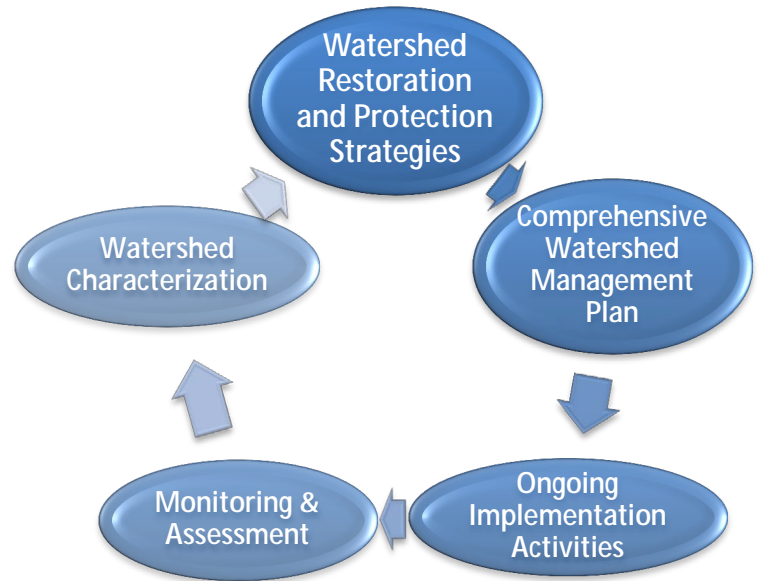 Watershed
Restoration
and Protection
Strategies
Comprehensive
Watershed
Management
Plan
Ongoing
Implementation
Activities
Monitoring &
Assessment
Watershed
Characterization